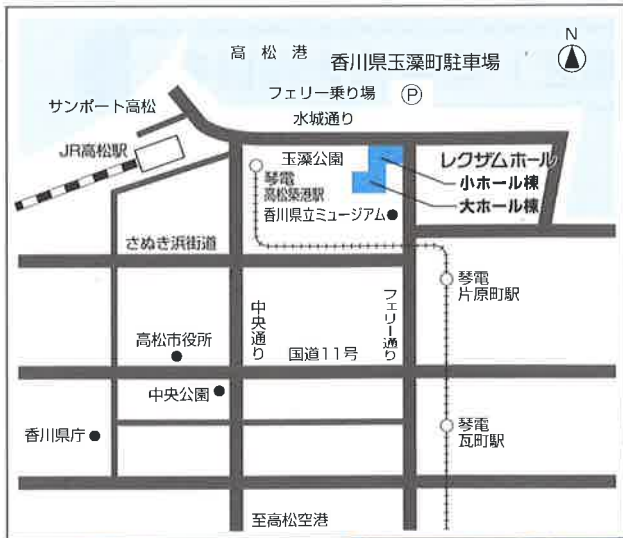 N
高松港
香川県玉藻町駐車場
フェリー乗り場
P
サンポート高松
水城通り
JR高松駅
玉藻公園
レクザムホール
小ホール棟
大ホール棟
琴電
高松築港駅
香川県立ミュージアム
さぬき浜街道
琴電
片原町駅
中央通り
フェリー通り
高松市役所
国道11号
中央公園
香川県庁
琴電
瓦町駅
至高松空港